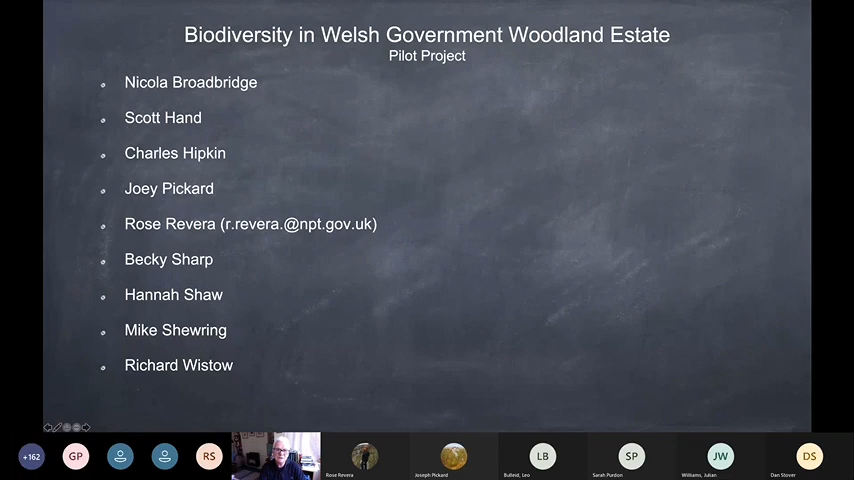 Biodiversity in Welsh Government Woodland Estate
Pilot Project
Nicola Broadbridge
Scott Hand
Charles Hipkin
Joey Pickard
Rose Revera (r.revera.@npt.gov.uk)
Becky Sharp
Hannah Shaw
Mike Shewring
Richard Wistow
+162
GP
RS
LB
SP
JW
DS
Rose Revera
Joseph Pickard
Bulleid, Leo
Sarah Purdon
Williams, Julian
Dan Stover